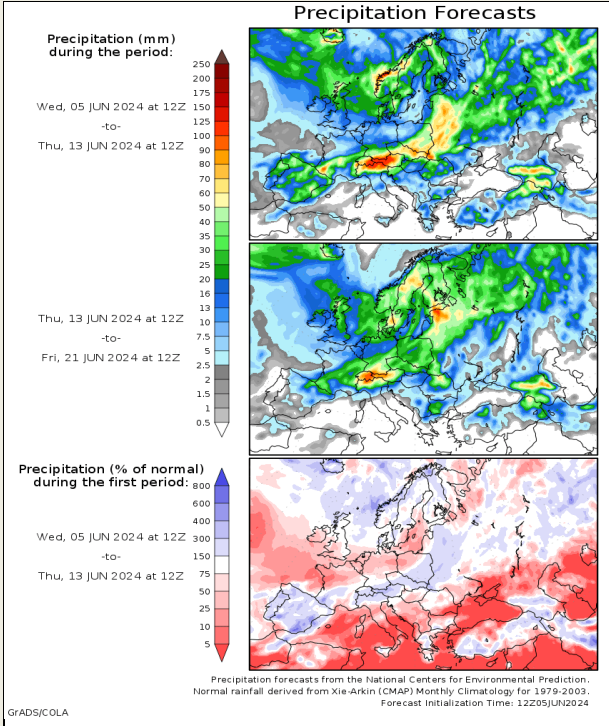 Precipitation Forecasts
Precipitation (mm)
during the period:
250
200
175
150
125
100
90
80
70
60
50
40
35
30
25
20
16
13
10
7.5
5
2.5
2
1.5
1
0.5
Wed, 05 JUN 2024 at 12Z
-to-
Thu, 13 JUN 2024 at 12Z
Thu, 13 JUN 2024 at 12Z
-to-
Fri, 21 JUN 2024 at 12Z
Precipitation (% of normal)
during the first period:
800
600
400
300
150
75
50
25
10
5
Wed, 05 JUN 2024 at 12Z
-to-
Thu, 13 JUN 2024 at 12Z
Precipitation forecasts from the National Centers for Environmental Prediction.
Normal rainfall derived from Xie-Arkin (CMAP) Monthly Climatology for 1979-2003.
Forecast Initialization Time: 12Z05JUN2024
GrADS/COLA